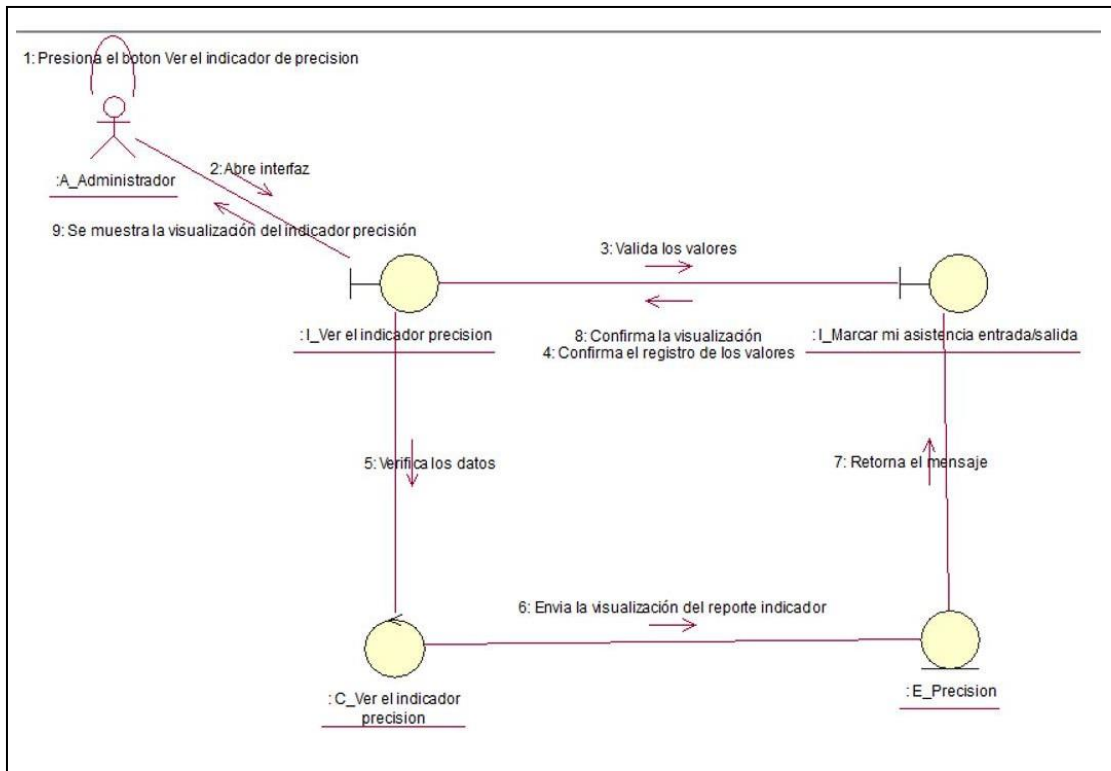 1: Presiona el boton Ver el indicador de precision
2: Abre interfaz
: A_Administrador
9: Se muestra la visualización del indicador precisión
3: Valida los valores
8: Confirma la visualización
4: Confirma el registro de los valores
: I_Ver el indicador precision
: I_Marcar mi asistencia entrada/salida
5: Verifica los datos
7: Retorna el mensaje
6: Envia la visualización del reporte indicador
: C_Ver el indicador
precision
: E_Precision